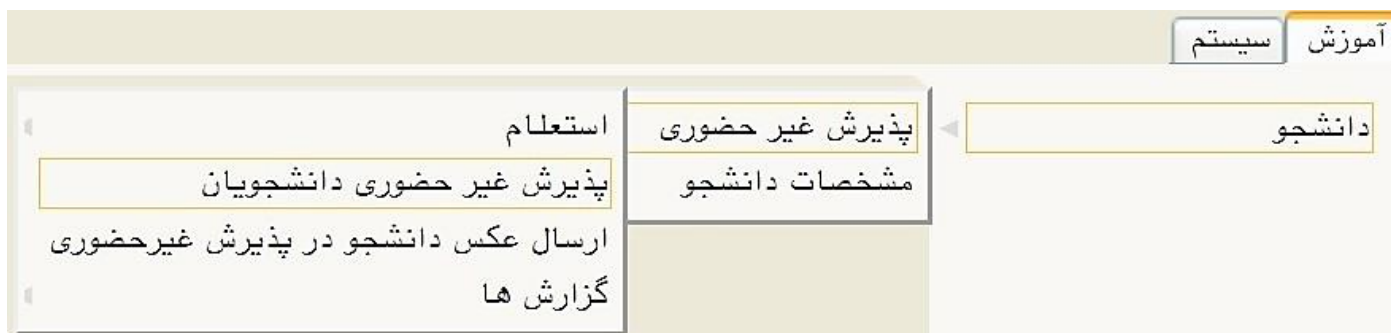 آموزش
سیستم
دانشجو
پذیرش غیر حضوری
مشخصات دانشجو
استعلام
پذیرش غیر حضوری دانشجویان
ارسال عکس دانشجو در پذیرش غیرحضوری
گزارش ها